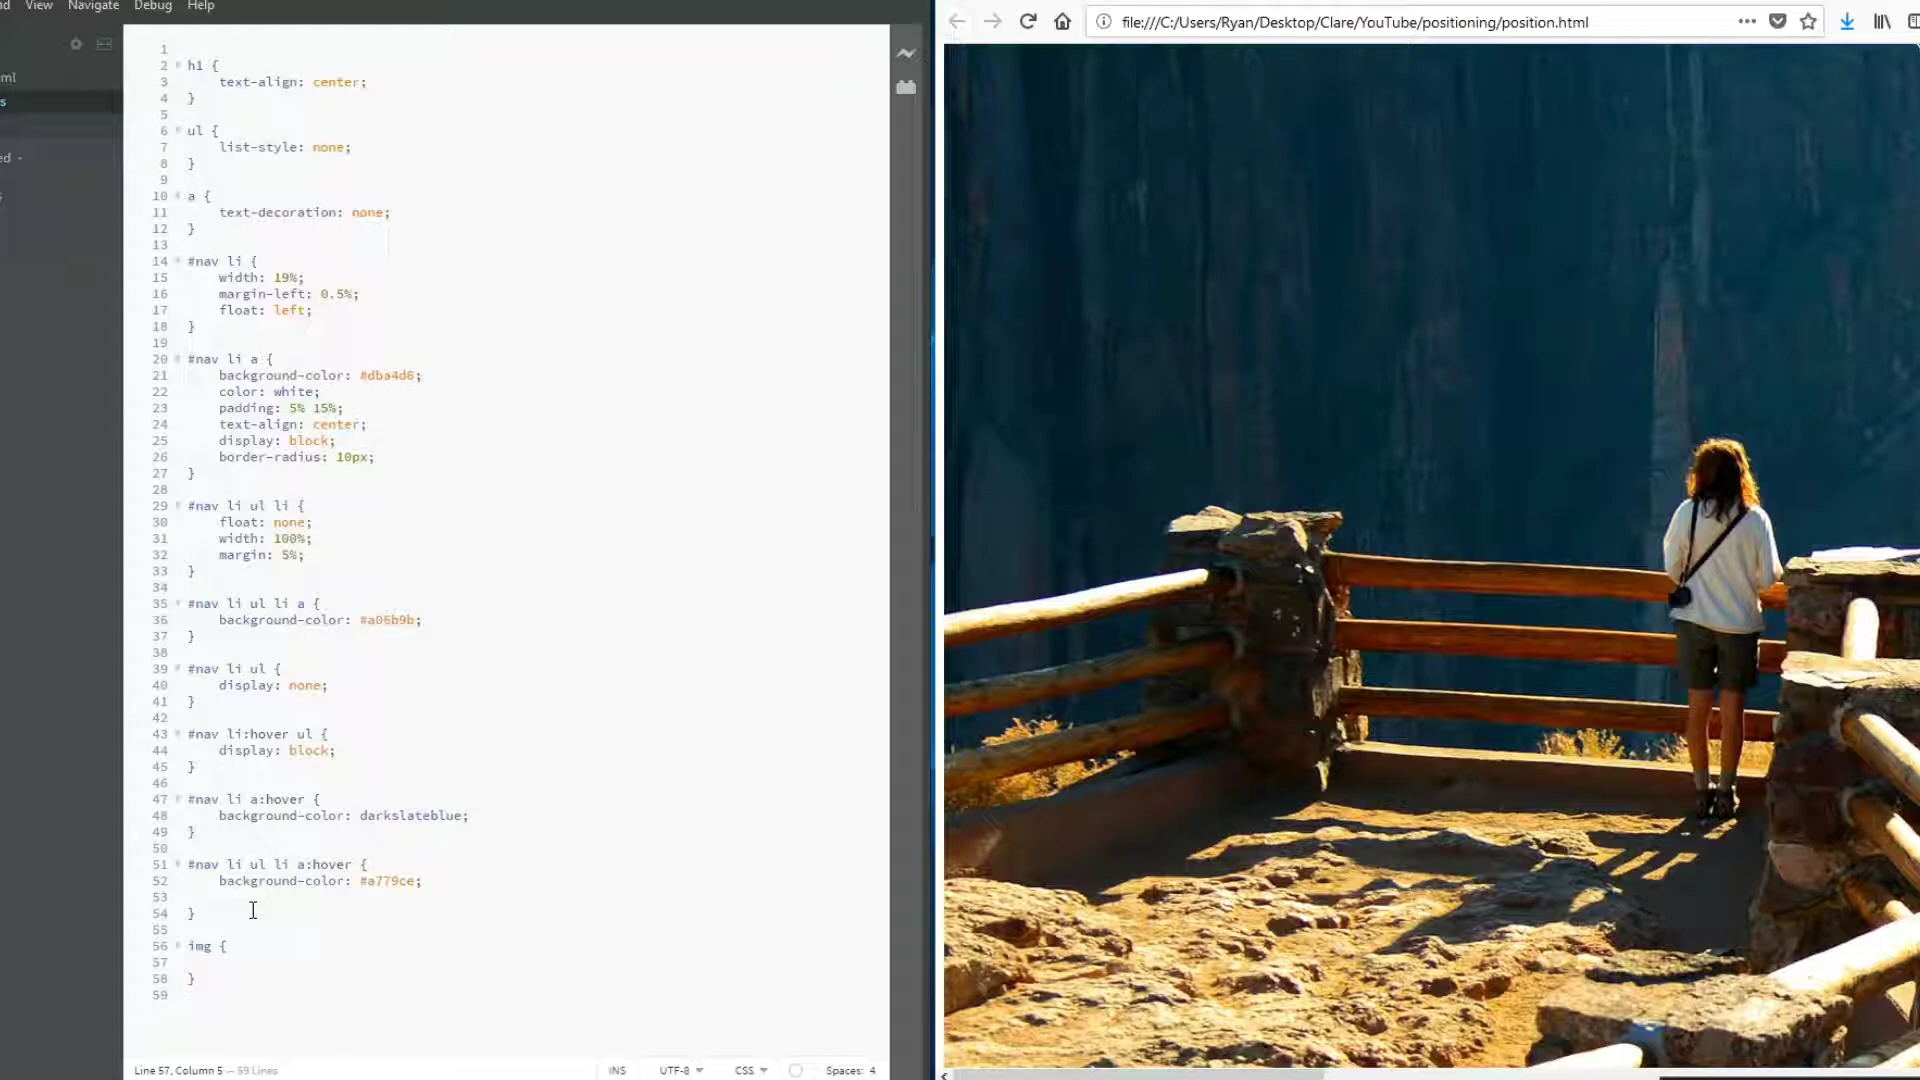 View Navigate Debug Help
file:///C:/Users/Ryan/Desktop/Clare/YouTube/positioning/position.html
1
2 h1 {
3 text-align: center;
4 }
5
6 ul {
7 list-style: none;
8 }
9
10 a {
11 text-decoration: none;
12 }
13
14 #nav li {
15 width: 19%;
16 margin-left: 0.5%;
17 float: left;
18 }
19
20 #nav li a {
21 background-color: #dba4d6;
22 color: white;
23 padding: 5% 15%;
24 text-align: center;
25 display: block;
26 border-radius: 10px;
27 }
28
29 #nav li ul li {
30 float: none;
31 width: 100%;
32 margin: 5%;
33 }
34
35 #nav li ul li a {
36 background-color: #a06b9b;
37 }
38
39 #nav li ul {
40 display: none;
41 }
42
43 #nav li:hover ul {
44 display: block;
45 }
46
47 #nav li a:hover {
48 background-color: darkslateblue;
49 }
50
51 #nav li ul li a:hover {
52 background-color: #a779ce;
53
54 }
55
56 img {
57
58 }
59
Line 57, Column 5 — 59 Lines INS UTF-8 CSS Spaces: 4